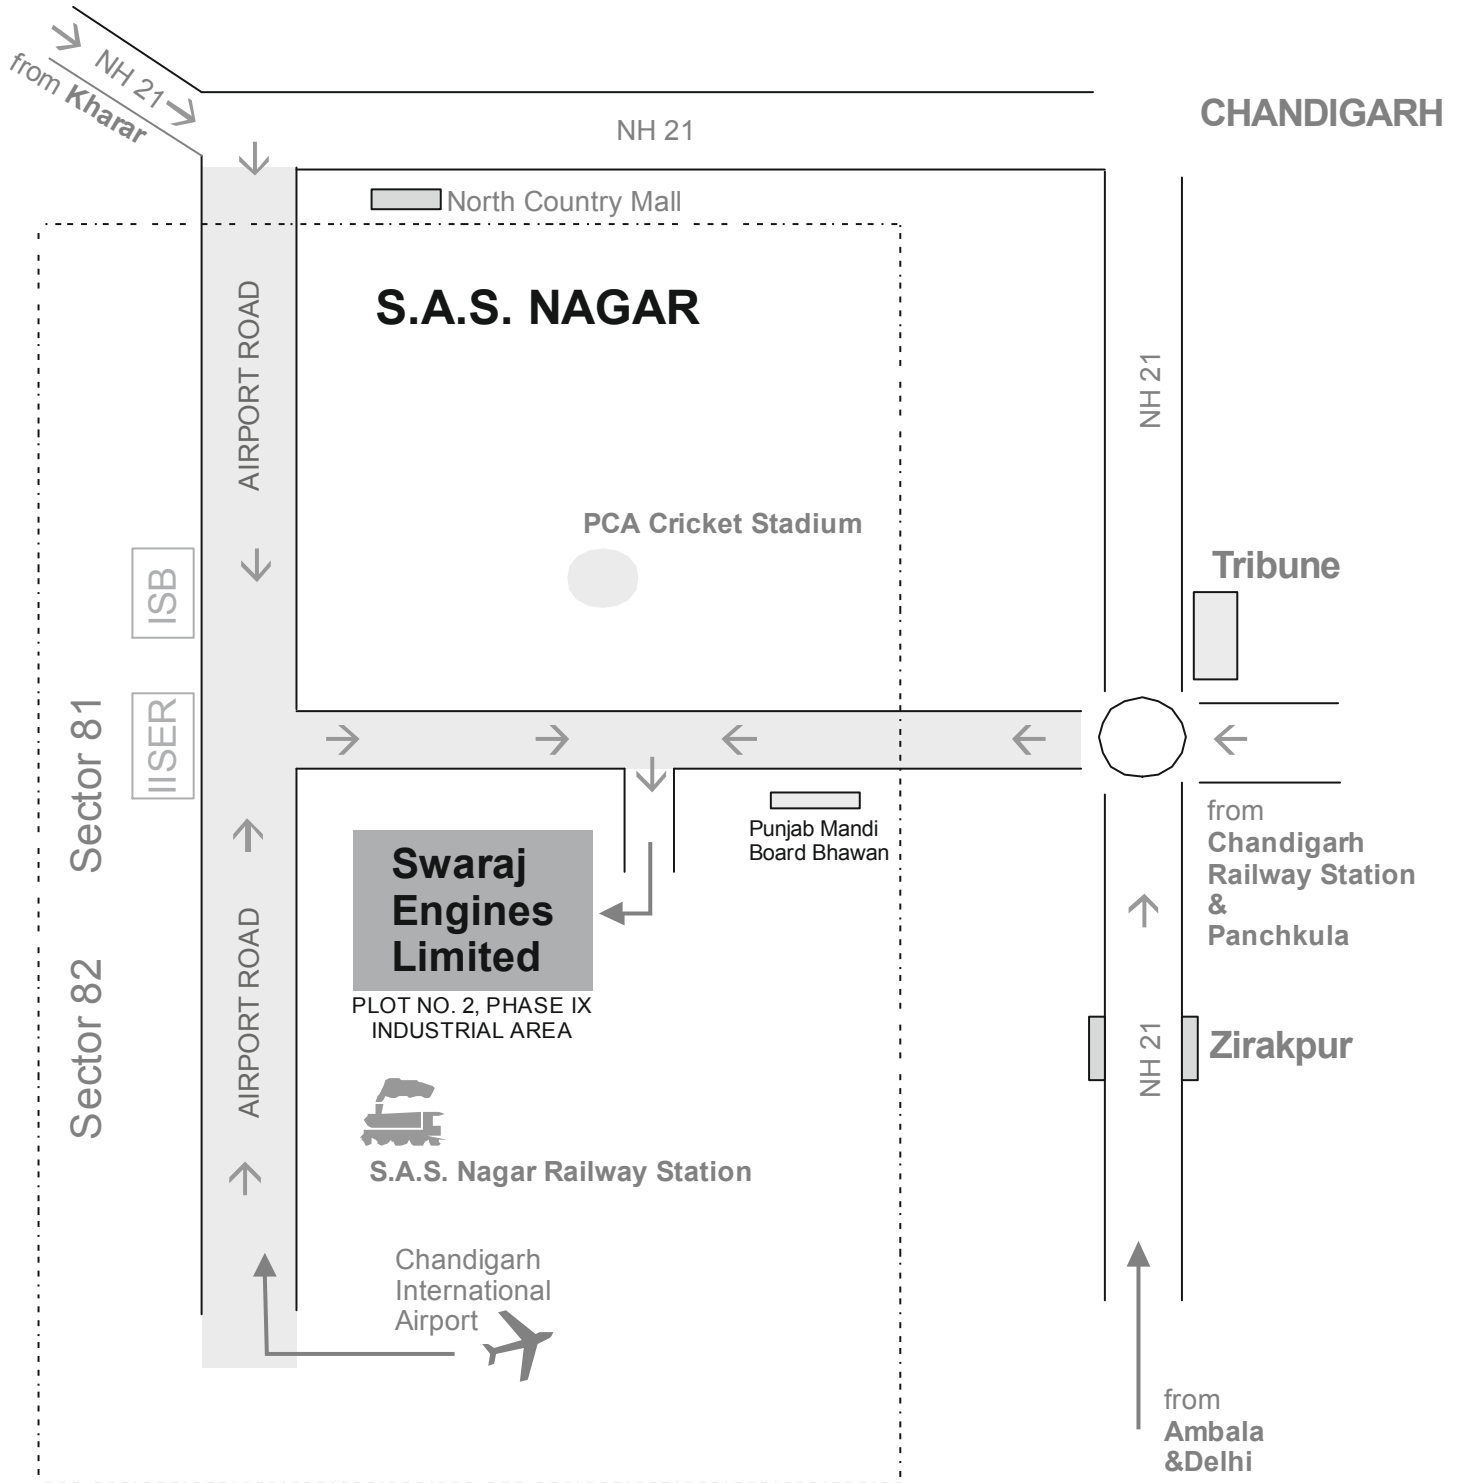 NH 21
from Kharar
CHANDIGARH
NH 21
North Country Mall
S.A.S. NAGAR
AIRPORT ROAD
NH 21
PCA Cricket Stadium
Tribune
ISB
IISER
Sector 81
Punjab Mandi
Board Bhawan
from
Chandigarh
Railway Station
&
Panchkula
Swaraj
Engines
Limited
PLOT NO. 2, PHASE IX
INDUSTRIAL AREA
AIRPORT ROAD
Sector 82
NH 21
Zirakpur
S.A.S. Nagar Railway Station
Chandigarh
International
Airport
from
Ambala
&Delhi